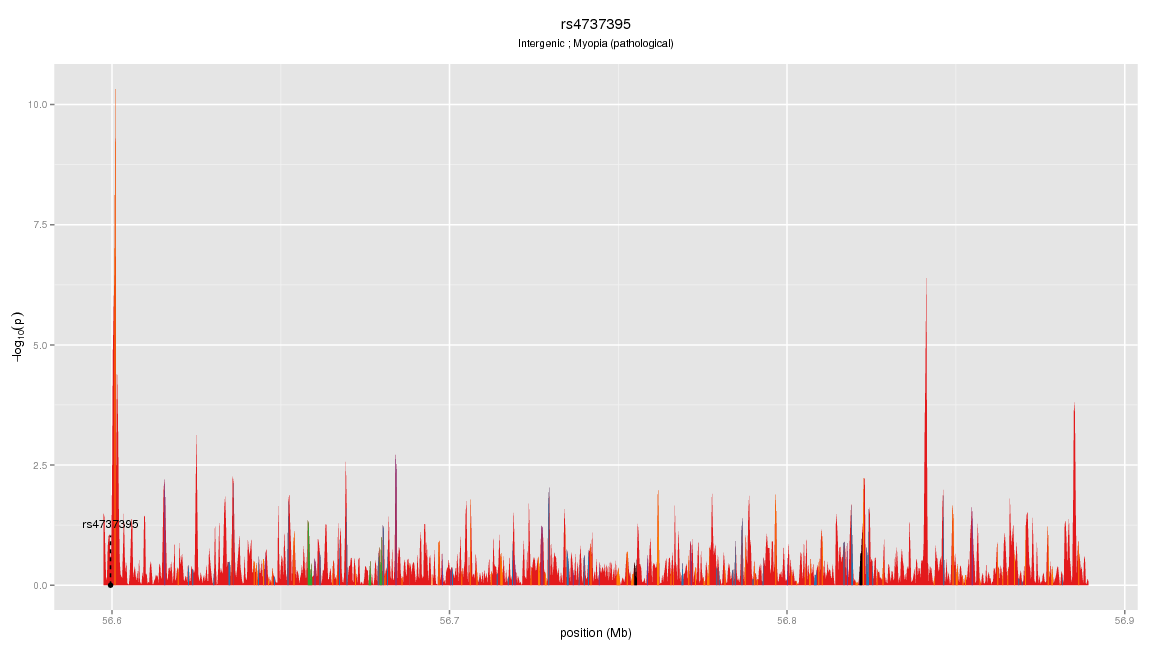 rs4737395
Intergenic ; Myopia (pathological)
10.0
7.5
5.0
2.5
0.0
−log10(p)
rs4737395
56.6
56.7
56.8
56.9
position (Mb)